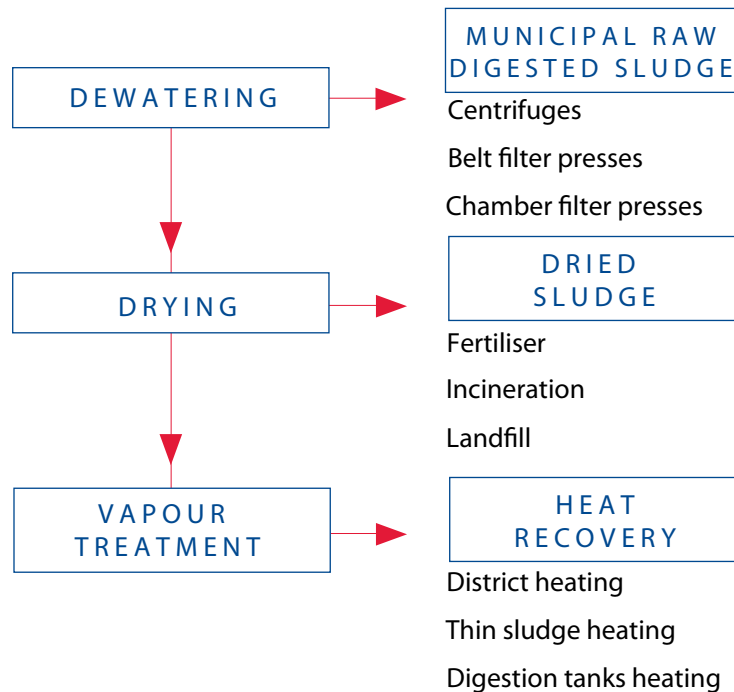 DEWATERING
MUNICIPAL RAW
DIGESTED SLUDGE
Centrifuges
Belt filter presses
Chamber filter presses
DRYING
DRIED
SLUDGE
Fertiliser
Incineration
Landfill
VAPOUR
TREATMENT
HEAT
RECOVERY
District heating
Thin sludge heating
Digestion tanks heating